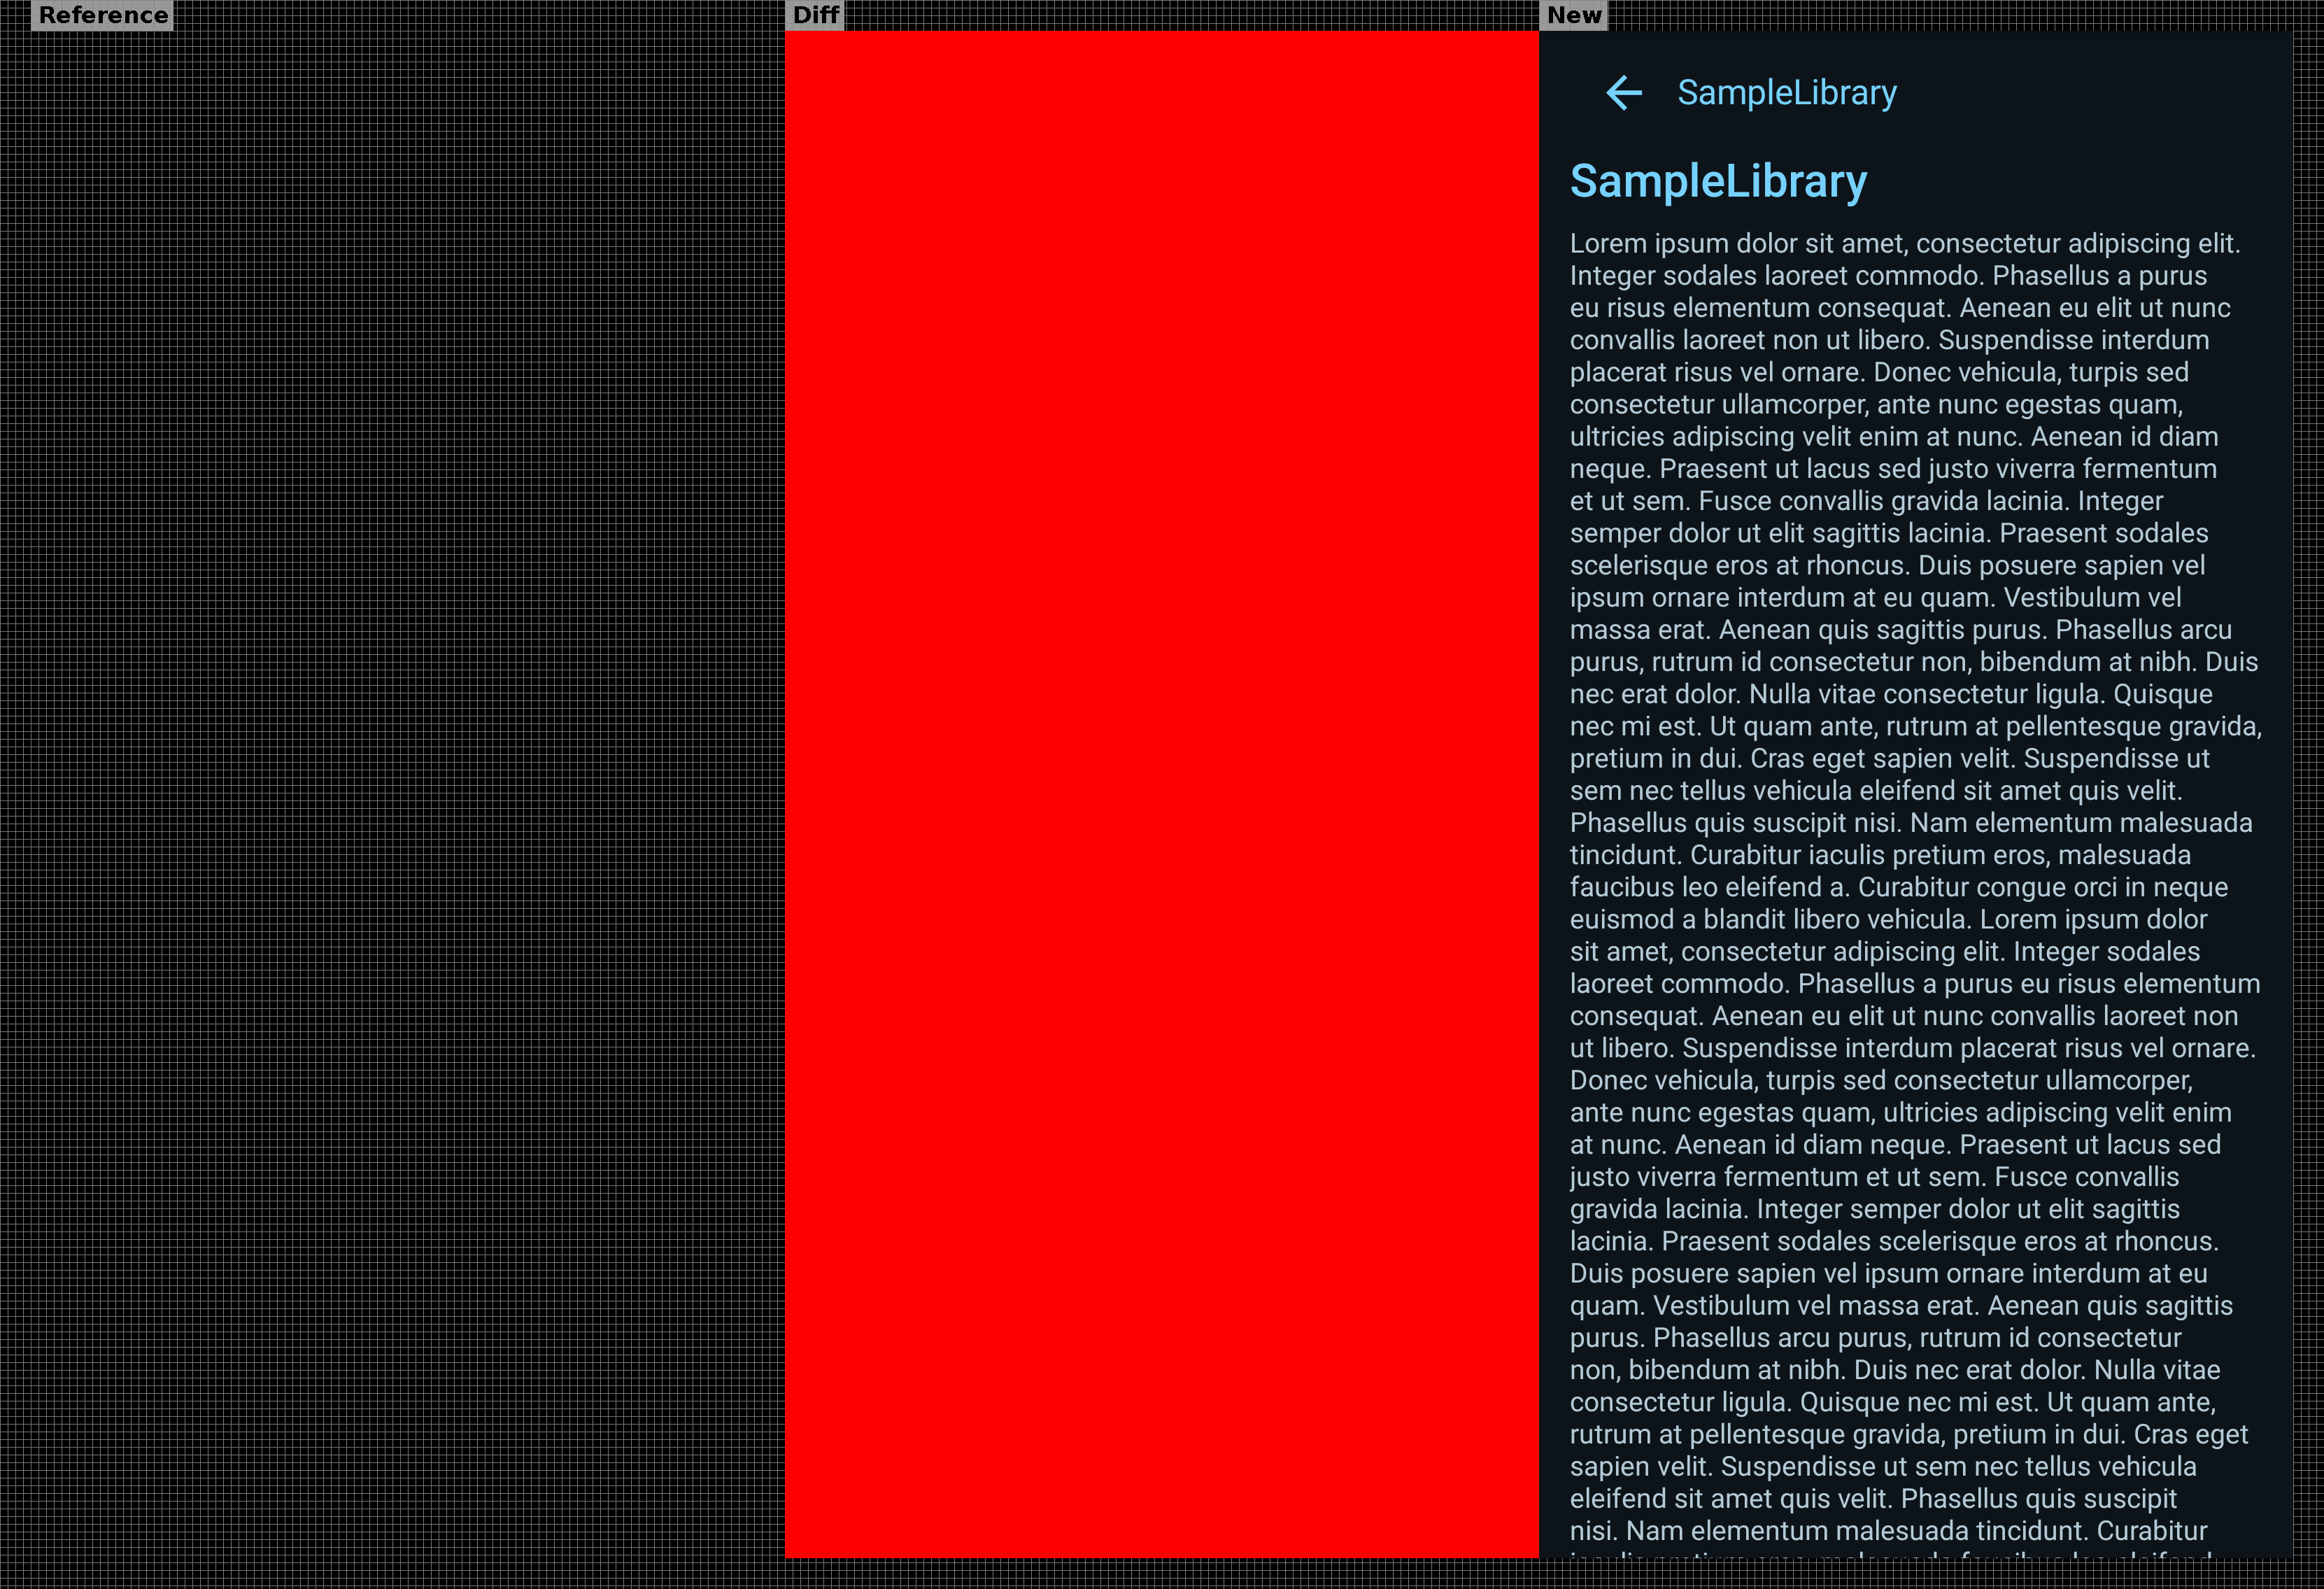 Reference
Diff
New
SampleLibrary
SampleLibrary
Lorem ipsum dolor sit amet, consectetur adipiscing elit.
Integer sodales laoreet commodo. Phasellus a purus
eu risus elementum consequat. Aenean eu elit ut nunc
convallis laoreet non ut libero. Suspendisse interdum
placerat risus vel ornare. Donec vehicula, turpis sed
consectetur ullamcorper, ante nunc egestas quam,
ultricies adipiscing velit enim at nunc. Aenean id diam
neque. Praesent ut lacus sed justo viverra fermentum
et ut sem. Fusce convallis gravida lacinia. Integer
semper dolor ut elit sagittis lacinia. Praesent sodales
scelerisque eros at rhoncus. Duis posuere sapien vel
ipsum ornare interdum at eu quam. Vestibulum vel
massa erat. Aenean quis sagittis purus. Phasellus arcu
purus, rutrum id consectetur non, bibendum at nibh. Duis
nec erat dolor. Nulla vitae consectetur ligula. Quisque
nec mi est. Ut quam ante, rutrum at pellentesque gravida,
pretium in dui. Cras eget sapien velit. Suspendisse ut
sem nec tellus vehicula eleifend sit amet quis velit.
Phasellus quis suscipit nisi. Nam elementum malesuada
tincidunt. Curabitur iaculis pretium eros, malesuada
faucibus leo eleifend a. Curabitur congue orci in neque
euismod a blandit libero vehicula. Lorem ipsum dolor
sit amet, consectetur adipiscing elit. Integer sodales
laoreet commodo. Phasellus a purus eu risus elementum
consequat. Aenean eu elit ut nunc convallis laoreet non
ut libero. Suspendisse interdum placerat risus vel ornare.
Donec vehicula, turpis sed consectetur ullamcorper,
ante nunc egestas quam, ultricies adipiscing velit enim
at nunc. Aenean id diam neque. Praesent ut lacus sed
justo viverra fermentum et ut sem. Fusce convallis
gravida lacinia. Integer semper dolor ut elit sagittis
lacinia. Praesent sodales scelerisque eros at rhoncus.
Duis posuere sapien vel ipsum ornare interdum at eu
quam. Vestibulum vel massa erat. Aenean quis sagittis
purus. Phasellus arcu purus, rutrum id consectetur
non, bibendum at nibh. Duis nec erat dolor. Nulla vitae
consectetur ligula. Quisque nec mi est. Ut quam ante,
rutrum at pellentesque gravida, pretium in dui. Cras eget
sapien velit. Suspendisse ut sem nec tellus vehicula
eleifend sit amet quis velit. Phasellus quis suscipit
nisi. Nam elementum malesuada tincidunt. Curabitur